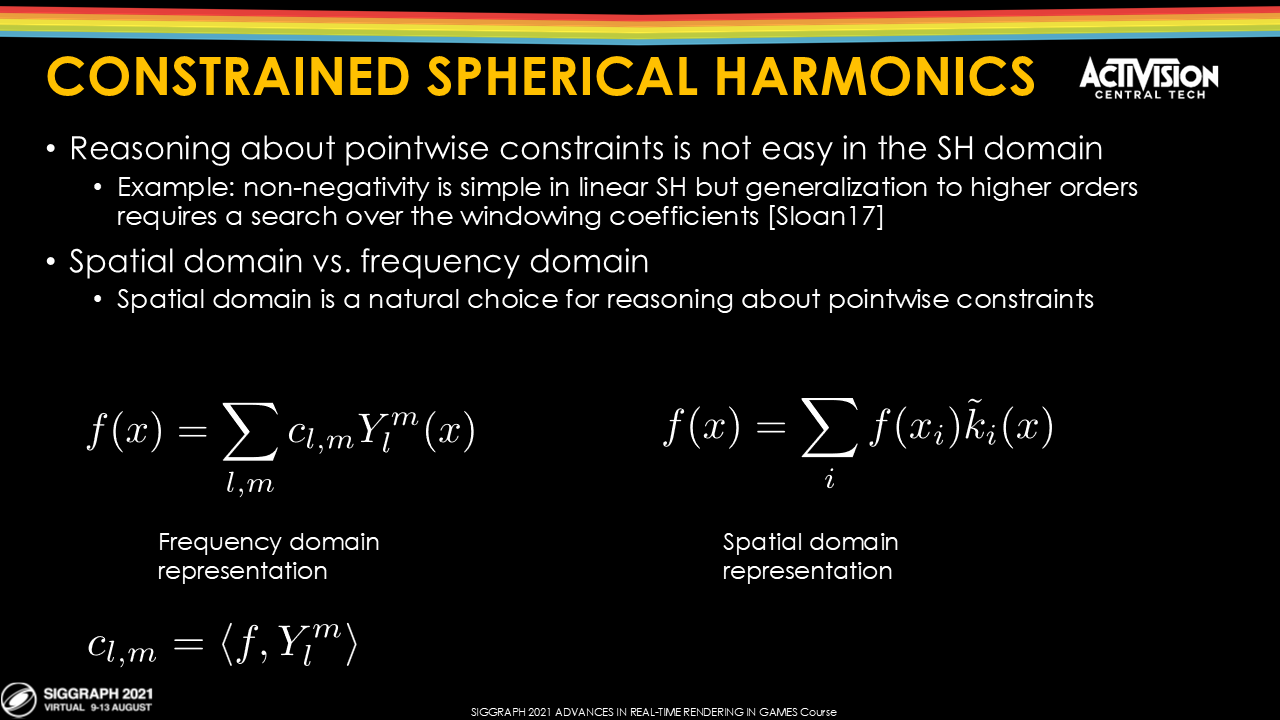 CONSTRAINED SPHERICAL HARMONICS
ACTIVISION
CENTRAL TECH
• Reasoning about pointwise constraints is not easy in the SH domain
• Example: non-negativity is simple in linear SH but generalization to higher orders
requires a search over the windowing coefficients [Sloan17]
• Spatial domain vs. frequency domain
• Spatial domain is a natural choice for reasoning about pointwise constraints
$f(x) = \sum_{l,m} c_{l,m} Y_l^m(x)$
$f(x) = \sum_{i} f(x_i) \tilde{k}_i(x)$
Frequency domain
representation
Spatial domain
representation
$c_{l,m} = \langle f, Y_l^m \rangle$
SIGGRAPH 2021
VIRTUAL 9-13 AUGUST
SIGGRAPH 2021 ADVANCES IN REAL-TIME RENDERING IN GAMES Course